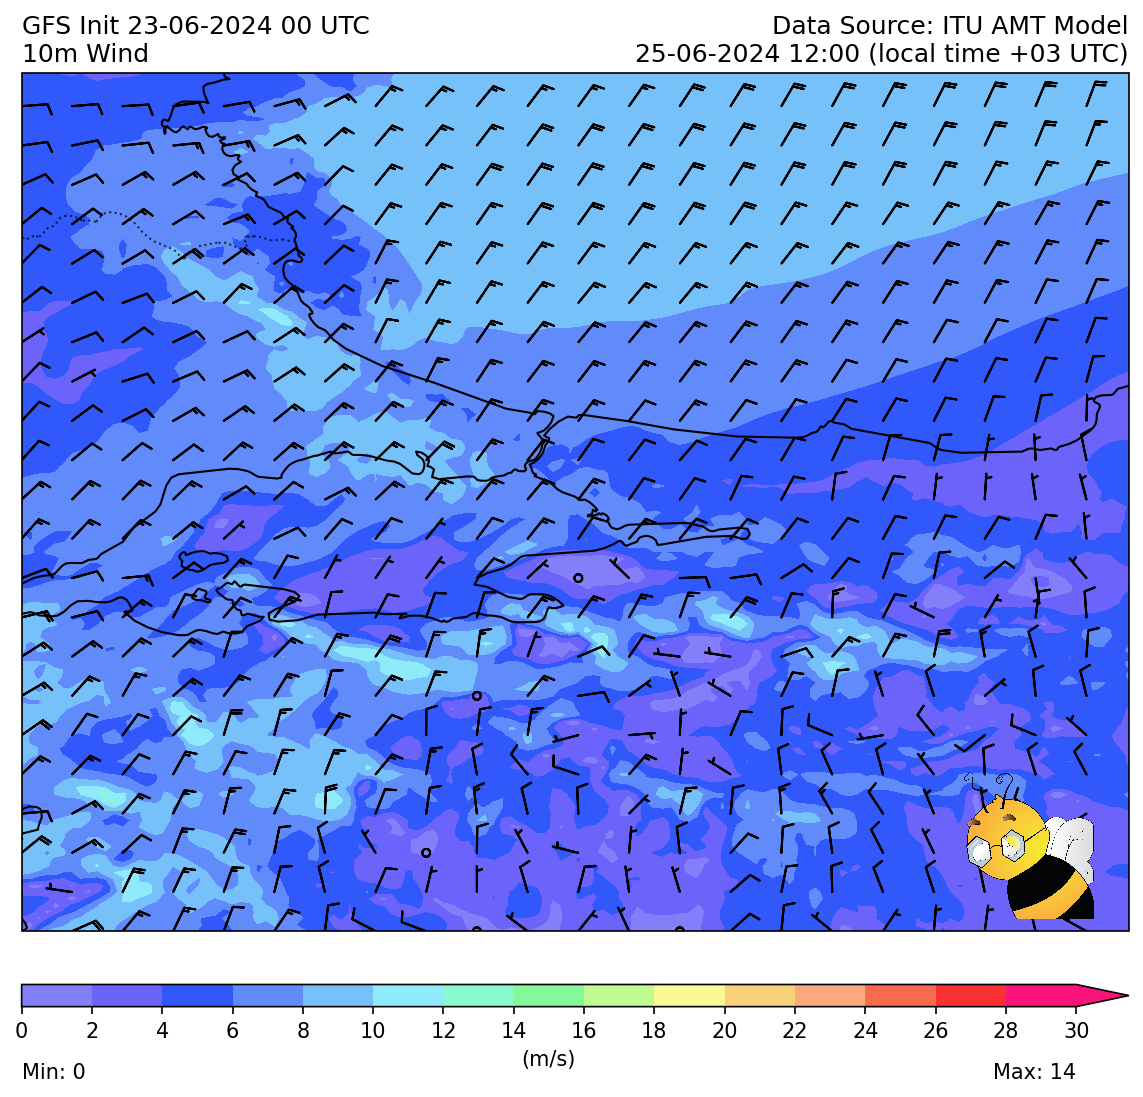 GFS Init 23-06-2024 00 UTC
Data Source: ITU AMT Model
10m Wind
25-06-2024 12:00 (local time +03 UTC)
0 2 4 6 8 10 12 14 16 18 20 22 24 26 28 30
(m/s)
Min: 0
Max: 14